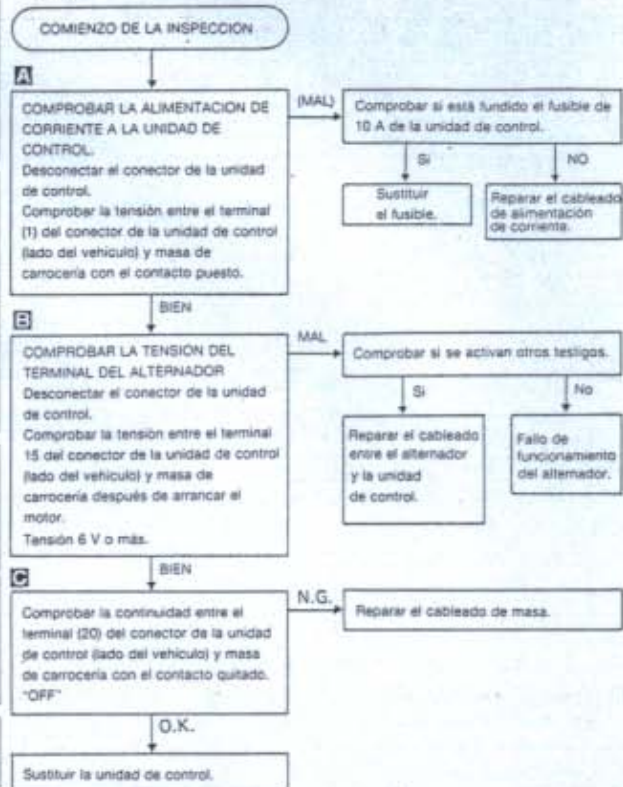 COMIENZO DE LA INSPECCION
A
COMPROBAR LA ALIMENTACION DE
CORRIENTE A LA UNIDAD DE
CONTROL.
Desconectar el conector de la unidad
de control.
Comprobar la tensión entre el terminal
(1) del conector de la unidad de control
(lado del vehículo) y masa de
carrocería con el contacto puesto.
(MAL)
Comprobar si está fundido el fusible de
10 A de la unidad de control.
Si
NO
Sustituir
el fusible.
Reparar el cableado
de alimentación
de corriente.
BIEN
B
COMPROBAR LA TENSION DEL
TERMINAL DEL ALTERNADOR
Desconectar el conector de la unidad
de control.
Comprobar la tensión entre el terminal
15 del conector de la unidad de control
(lado del vehículo) y masa de
carrocería después de arrancar el
motor.
Tensión 6 V o más.
MAL
Comprobar si se activan otros testigos.
Si
No
Reparar el cableado
entre el alternador
y la unidad
de control.
Fallo de
funcionamiento
del alternador.
BIEN
C
Comprobar la continuidad entre el
terminal (20) del conector de la unidad
de control (lado del vehículo) y masa
de carrocería con el contacto quitado.
"OFF"
N.G.
Reparar el cableado de masa.
O.K.
Sustituir la unidad de control.